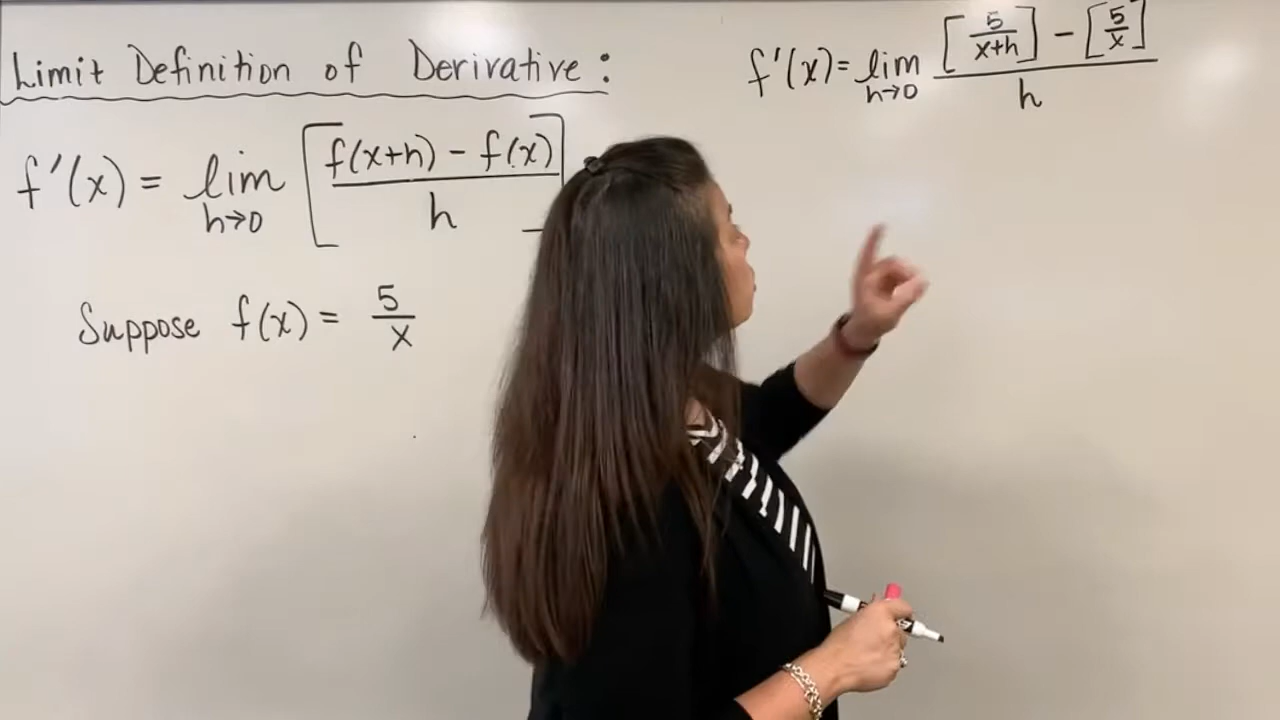 Limit Definition of Derivative:
f'(x) = lim h→0 [f(x+h) - f(x) / h
Suppose f(x) = 5/x
f'(x) = lim h→0 [5/x+h] - [5/x] / h